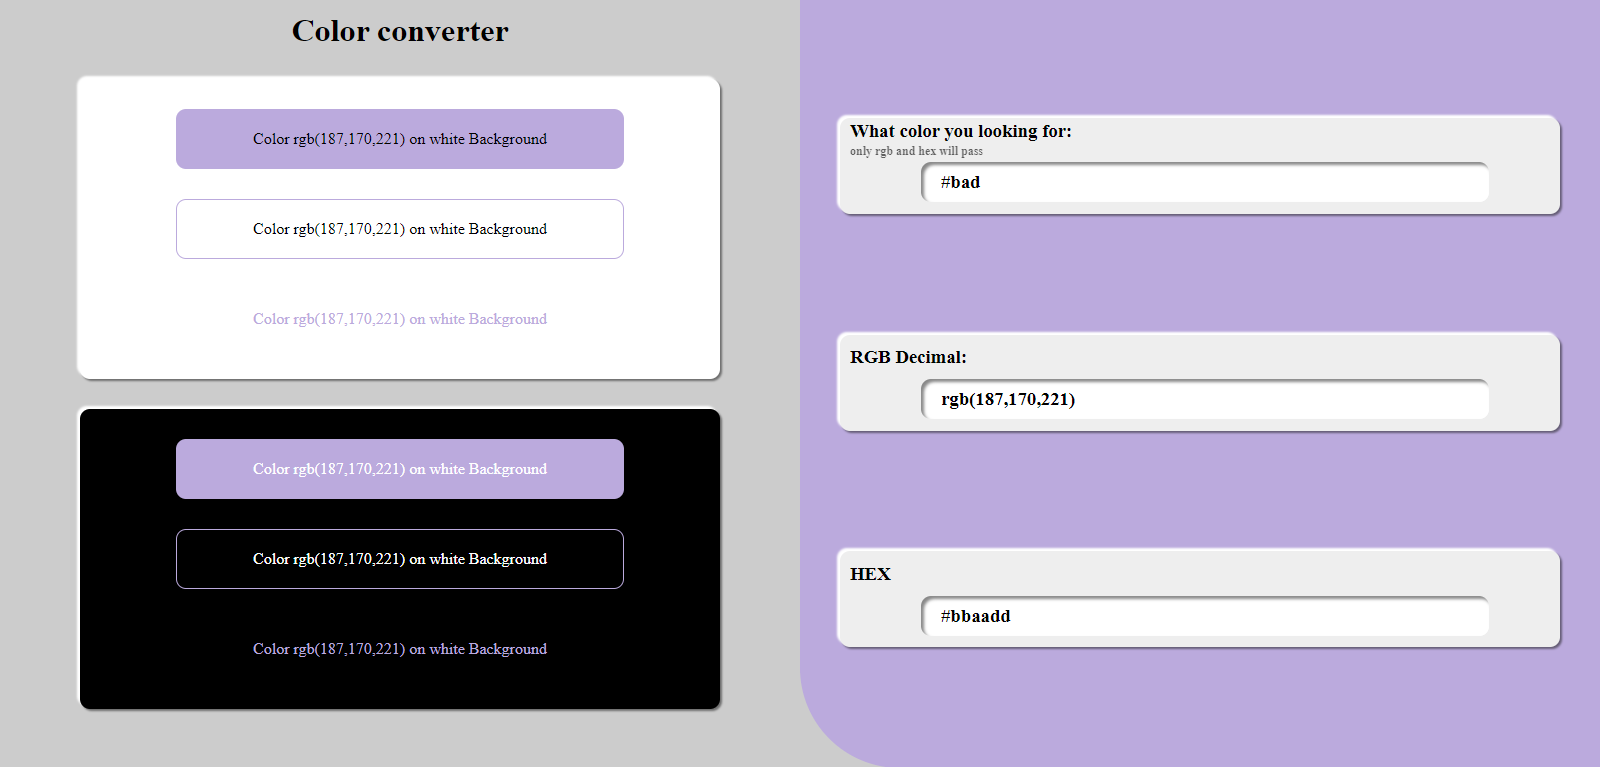 Color converter
Color rgb(187,170,221) on white Background
Color rgb(187,170,221) on white Background
Color rgb(187,170,221) on white Background
Color rgb(187,170,221) on white Background
Color rgb(187,170,221) on white Background
Color rgb(187,170,221) on white Background
What color you looking for:
only rgb and hex will pass
#bad
RGB Decimal:
rgb(187,170,221)
HEX
#bbaadd